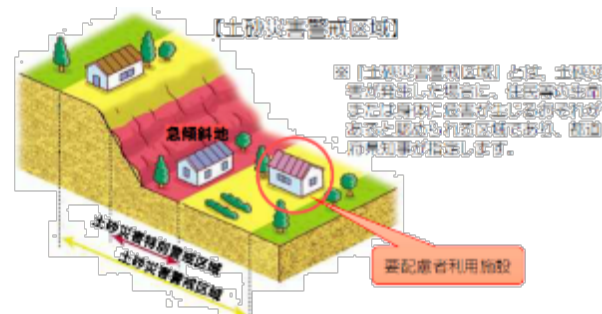 【土砂災害警戒区域】
※「土砂災害警戒区域」とは、土砂災
害が発生した場合に、住民等の生命
または身体に危害が生じるおそれが
あると認められる区域であり、都道
府県知事が指定します。
急傾斜地
土砂災害特別警戒区域
土砂災害警戒区域
要配慮者利用施設